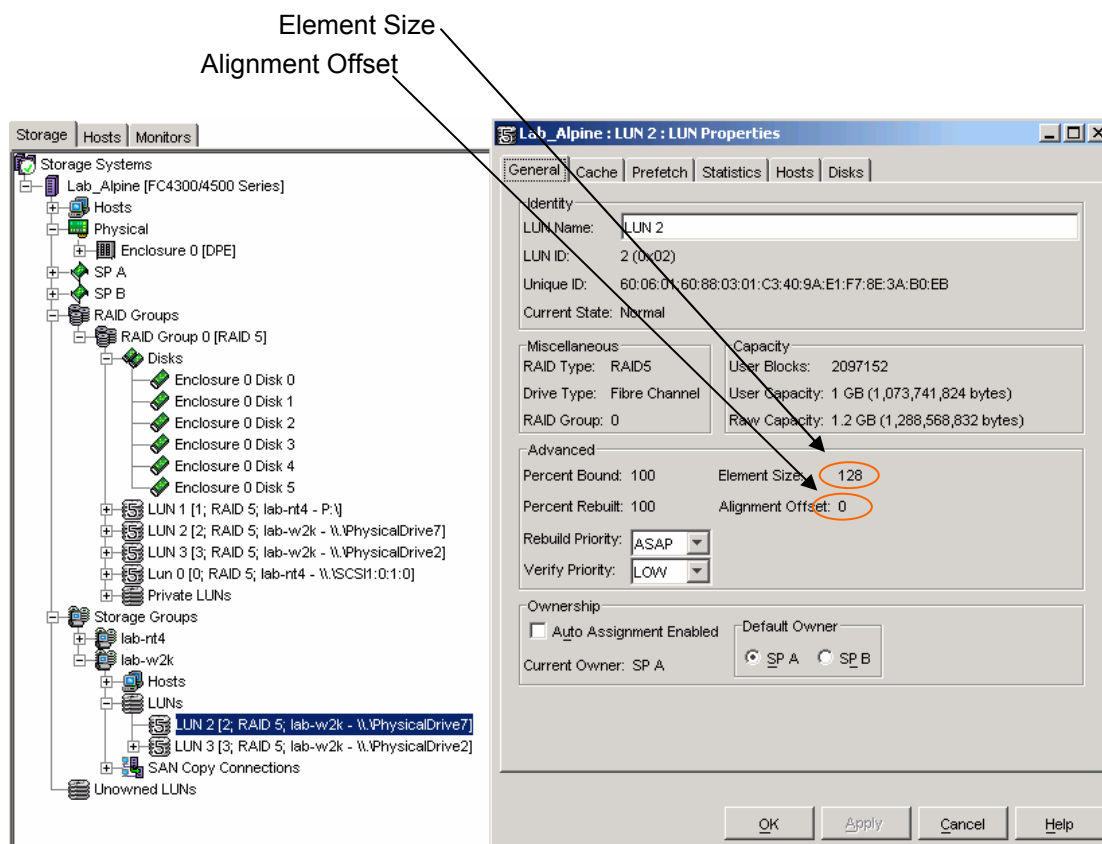 Element Size
Alignment Offset
Storage Hosts Monitors
Storage Systems
Lab_Alpine [FC4300/4500 Series]
Hosts
Physical
Enclosure 0 [DPE]
SP A
SP B
RAID Groups
RAID Group 0 [RAID 5]
Disks
Enclosure 0 Disk 0
Enclosure 0 Disk 1
Enclosure 0 Disk 2
Enclosure 0 Disk 3
Enclosure 0 Disk 4
Enclosure 0 Disk 5
LUN 1 [1; RAID 5; lab-nt4 - P:\]
LUN 2 [2; RAID 5; lab-w2k - \\.\PhysicalDrive7]
LUN 3 [3; RAID 5; lab-w2k - \\.\PhysicalDrive2]
Lun 0 [0; RAID 5; lab-nt4 - \\.\SCSI1:0:1:0]
Private LUNs
Storage Groups
lab-nt4
lab-w2k
Hosts
LUNs
LUN 2 [2; RAID 5; lab-w2k - \\.\PhysicalDrive7]
LUN 3 [3; RAID 5; lab-w2k - \\.\PhysicalDrive2]
SAN Copy Connections
Unowned LUNs
Lab_Alpine : LUN 2 : LUN Properties
General Cache Prefetch Statistics Hosts Disks
Identity
LUN Name: LUN 2
LUN ID: 2 (0x02)
Unique ID: 60:06:01:60:88:03:01:C3:40:9A:E1:F7:8E:3A:B0:EB
Current State: Normal
Miscellaneous
RAID Type: RAID5
Drive Type: Fibre Channel
RAID Group: 0
Capacity
User Blocks: 2097152
User Capacity: 1 GB (1,073,741,824 bytes)
Raw Capacity: 1.2 GB (1,288,568,832 bytes)
Advanced
Percent Bound: 100 Element Size: 128
Percent Rebuilt: 100 Alignment Offset: 0
Rebuild Priority: ASAP
Verify Priority: LOW
Ownership
Auto Assignment Enabled
Current Owner: SP A
Default Owner
SP A SP B
OK Apply Cancel Help